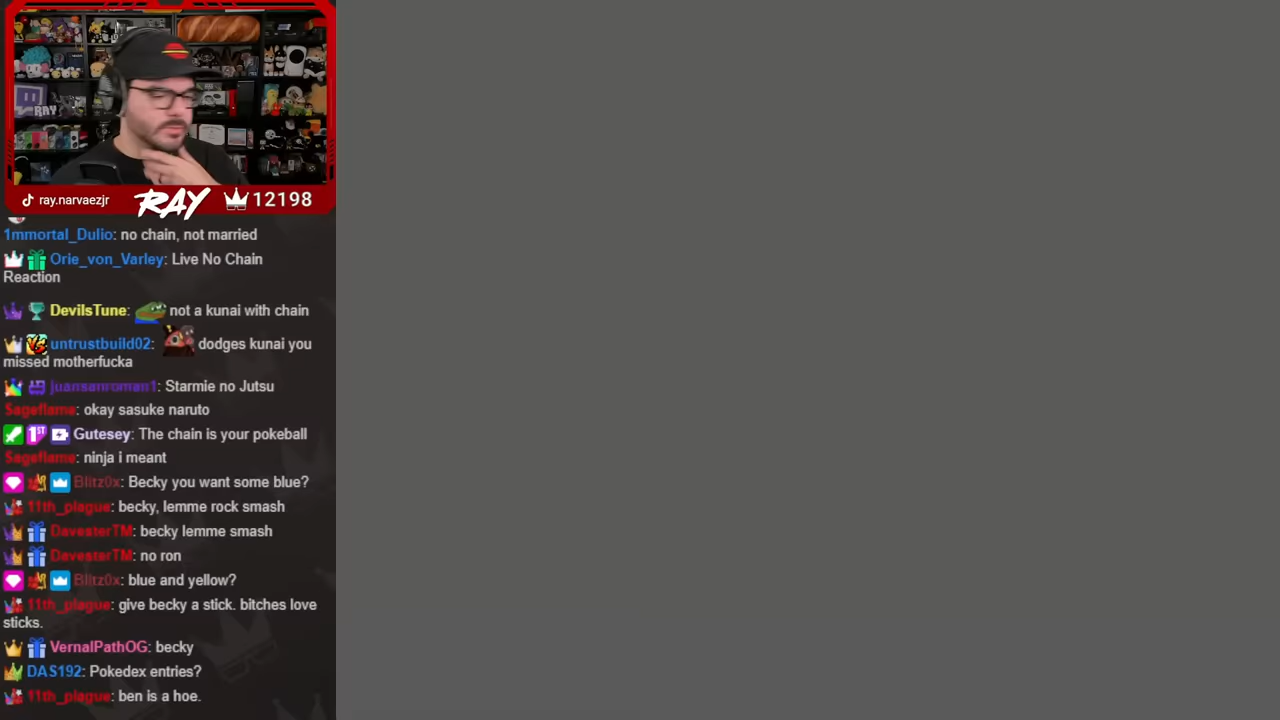 RAY
ray.narvaezjr RAY 12198
1mmortal_Dulio: no chain, not married
Orie_von_Varley: Live No Chain
Reaction
DevilsTune: not a kunai with chain
untrustbuild02: dodges kunai you
missed motherfucka
juansanroman1: Starmie no Jutsu
Sageflame: okay sasuke naruto
1ST Gutesey: The chain is your pokeball
Sageflame: ninja i meant
Blitz0x: Becky you want some blue?
11th_plague: becky, lemme rock smash
DavesterTM: becky lemme smash
DavesterTM: no ron
Blitz0x: blue and yellow?
11th_plague: give becky a stick. bitches love
sticks.
VernalPathOG: becky
DAS192: Pokedex entries?
11th_plague: ben is a hoe.